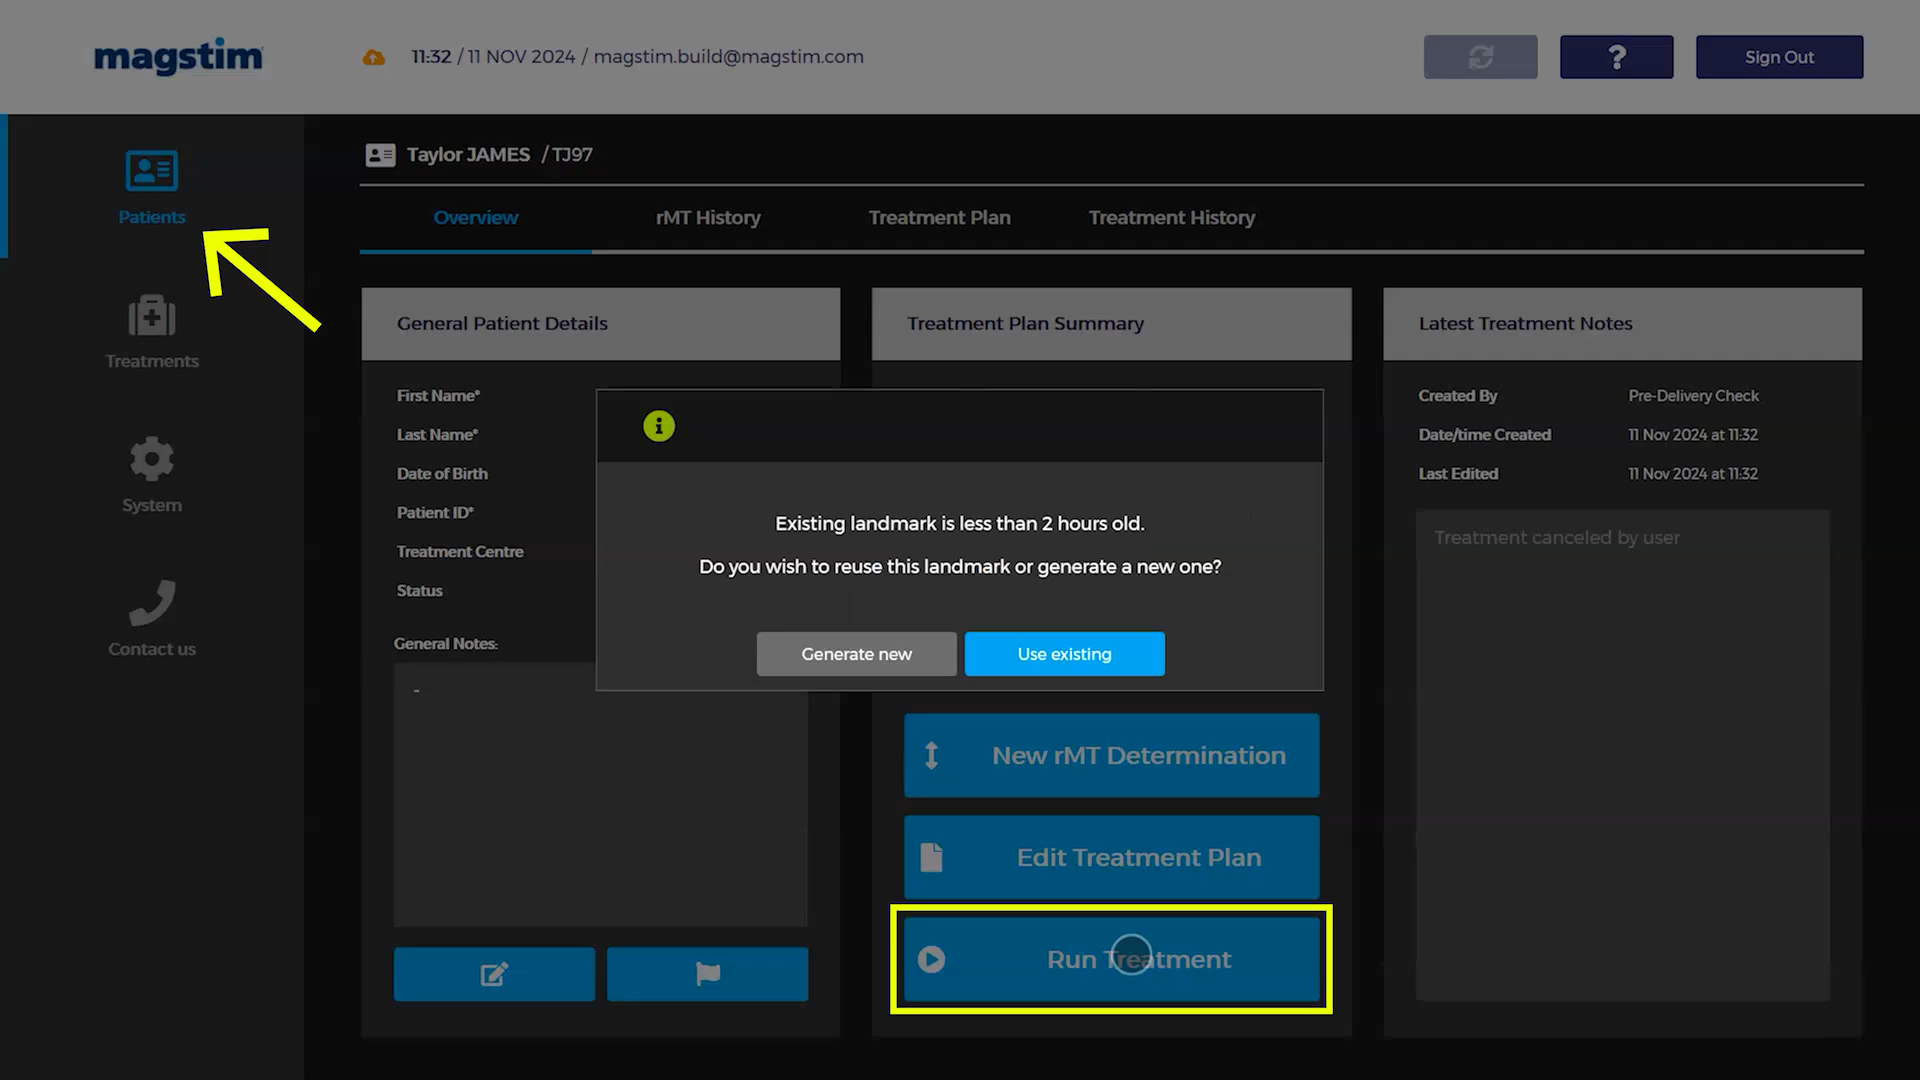 magstim
11:32 / 11 NOV 2024 / magstim.build@magstim.com
?
Sign Out
Patients
Treatments
System
Contact us
Taylor JAMES / TJ97
Overview
rMT History
Treatment Plan
Treatment History
General Patient Details
First Name*
Last Name*
Date of Birth
Patient ID*
Treatment Centre
Status
General Notes:
-
Treatment Plan Summary
Existing landmark is less than 2 hours old.
Do you wish to reuse this landmark or generate a new one?
Generate new
Use existing
New rMT Determination
Edit Treatment Plan
Run Treatment
Latest Treatment Notes
Created By Pre-Delivery Check
Date/time Created 11 Nov 2024 at 11:32
Last Edited 11 Nov 2024 at 11:32
Treatment canceled by user